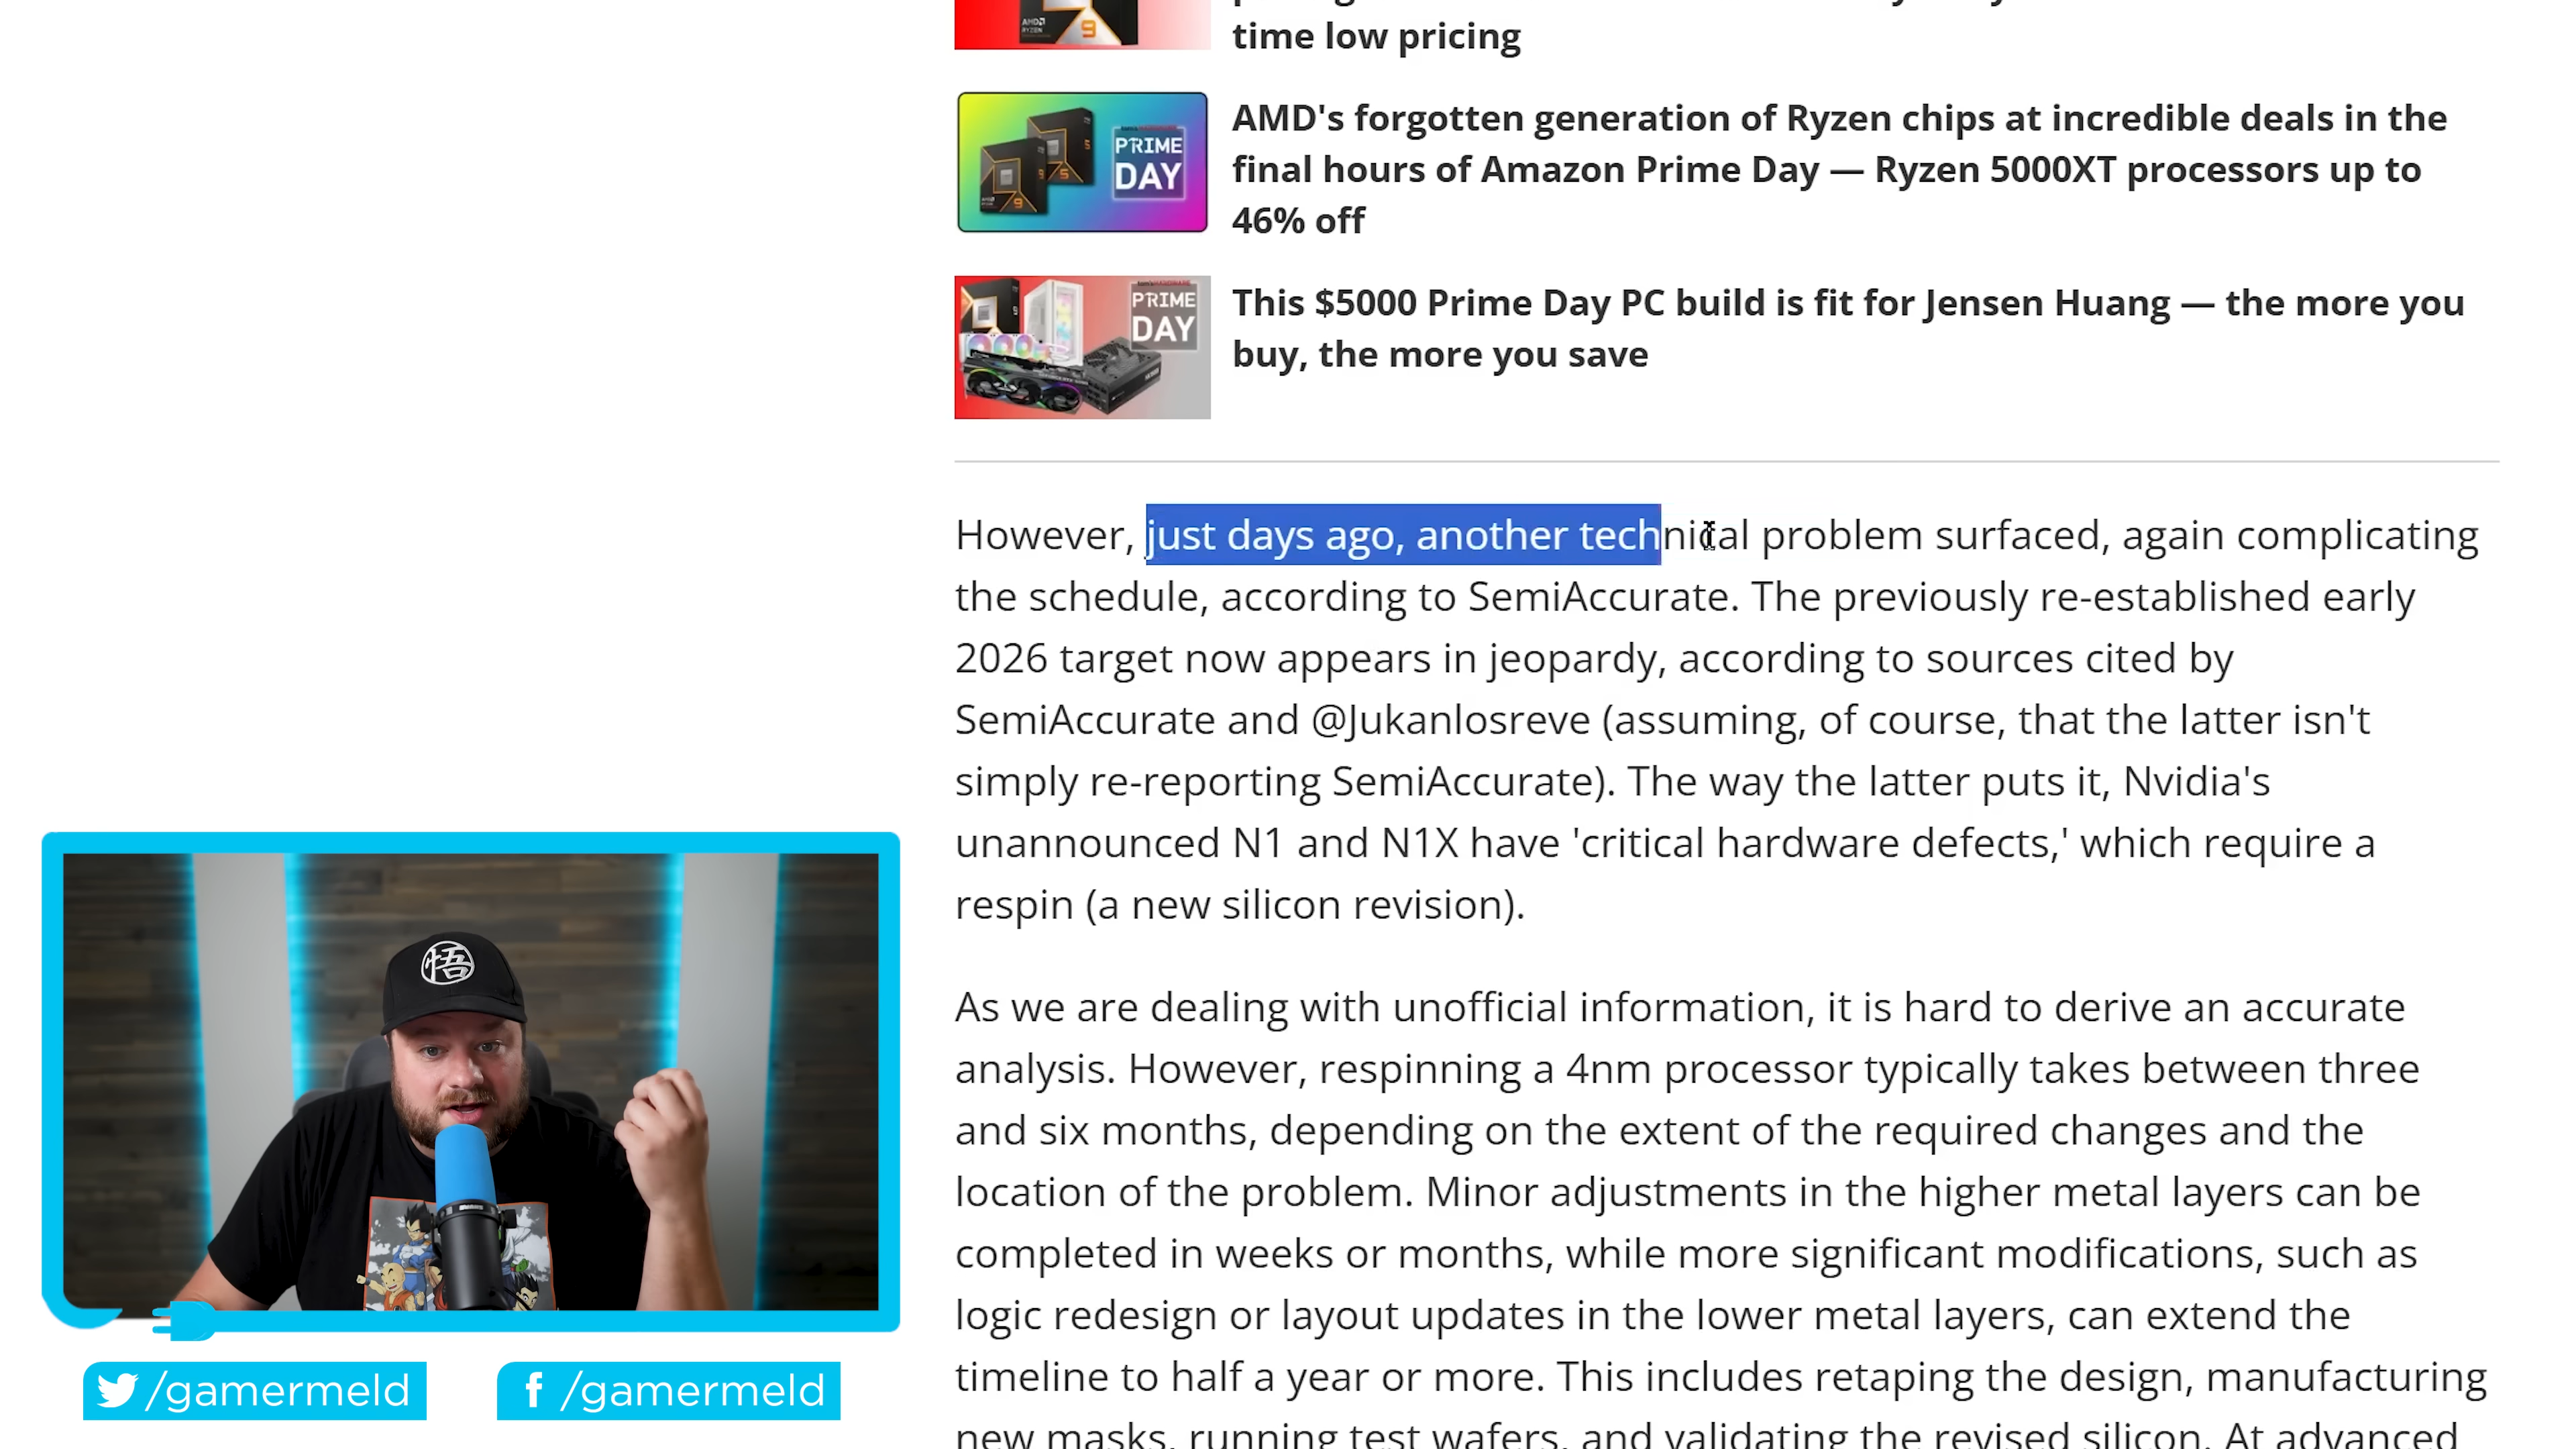 time low pricing
AMD
RYZEN
9
AMD's forgotten generation of Ryzen chips at incredible deals in the
final hours of Amazon Prime Day — Ryzen 5000XT processors up to
46% off
PRIME
DAY
This $5000 Prime Day PC build is fit for Jensen Huang — the more you
buy, the more you save
PRIME
DAY
However, just days ago, another technical problem surfaced, again complicating
the schedule, according to SemiAccurate. The previously re-established early
2026 target now appears in jeopardy, according to sources cited by
SemiAccurate and @Jukanlosreve (assuming, of course, that the latter isn't
simply re-reporting SemiAccurate). The way the latter puts it, Nvidia's
unannounced N1 and N1X have 'critical hardware defects,' which require a
respin (a new silicon revision).
As we are dealing with unofficial information, it is hard to derive an accurate
analysis. However, respinning a 4nm processor typically takes between three
and six months, depending on the extent of the required changes and the
location of the problem. Minor adjustments in the higher metal layers can be
completed in weeks or months, while more significant modifications, such as
logic redesign or layout updates in the lower metal layers, can extend the
timeline to half a year or more. This includes retaping the design, manufacturing
new masks, running test wafers, and validating the revised silicon. At advanced
悟
/gamermeld
/gamermeld